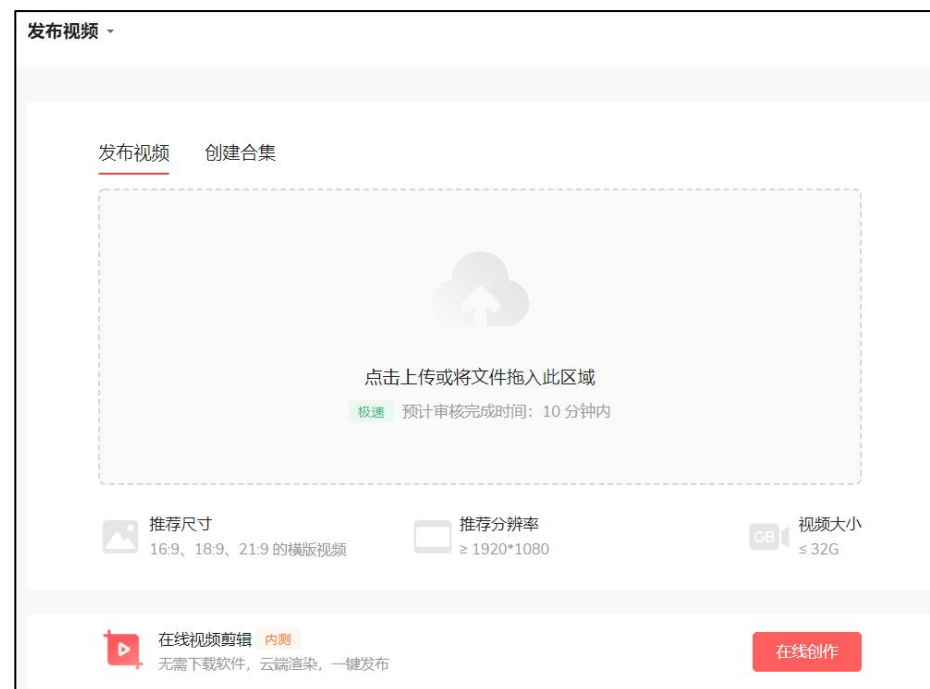 发布视频
发布视频 创建合集
点击上传或将文件拖入此区域
极速 预计审核完成时间：10 分钟内
推荐尺寸 推荐分辨率 视频大小
16:9、18:9、21:9 的横版视频 ≥ 1920*1080 GB ≤ 32G
在线视频剪辑 内测
无需下载软件，云端渲染，一键发布 在线创作